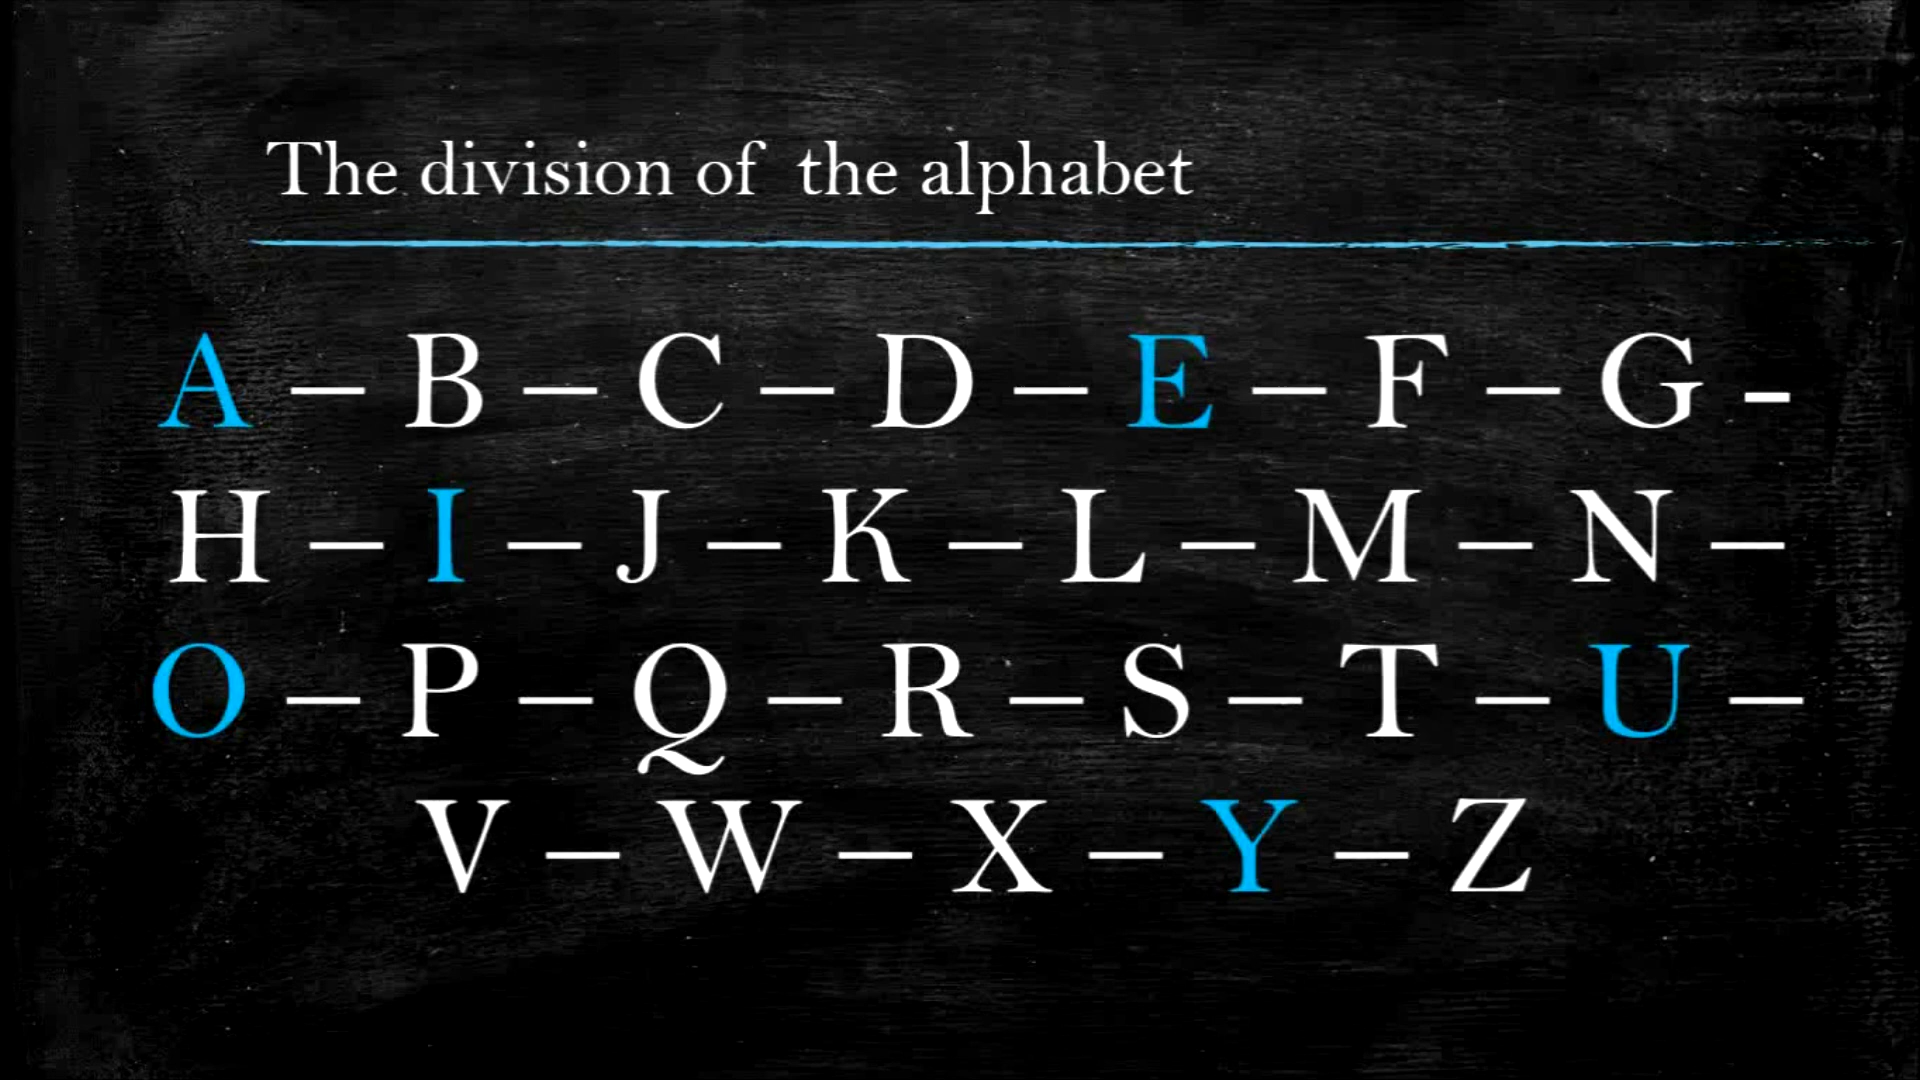 The division of the alphabet
A – B – C – D – E – F – G -
H – I – J – K – L – M – N –
O – P – Q – R – S – T – U –
V – W – X – Y – Z